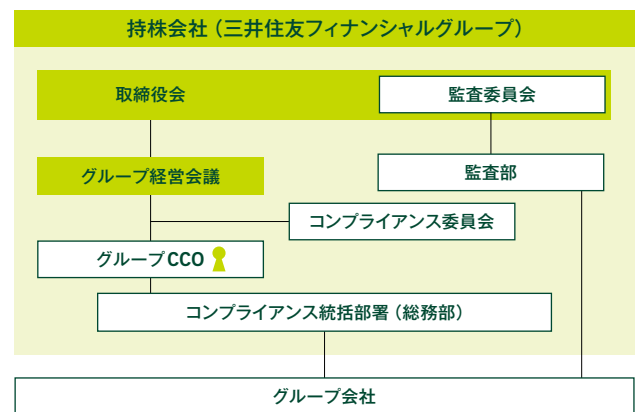 持株会社（三井住友フィナンシャルグループ）
取締役会
監査委員会
グループ経営会議
監査部
コンプライアンス委員会
グループCCO
コンプライアンス統括部署（総務部）
グループ会社